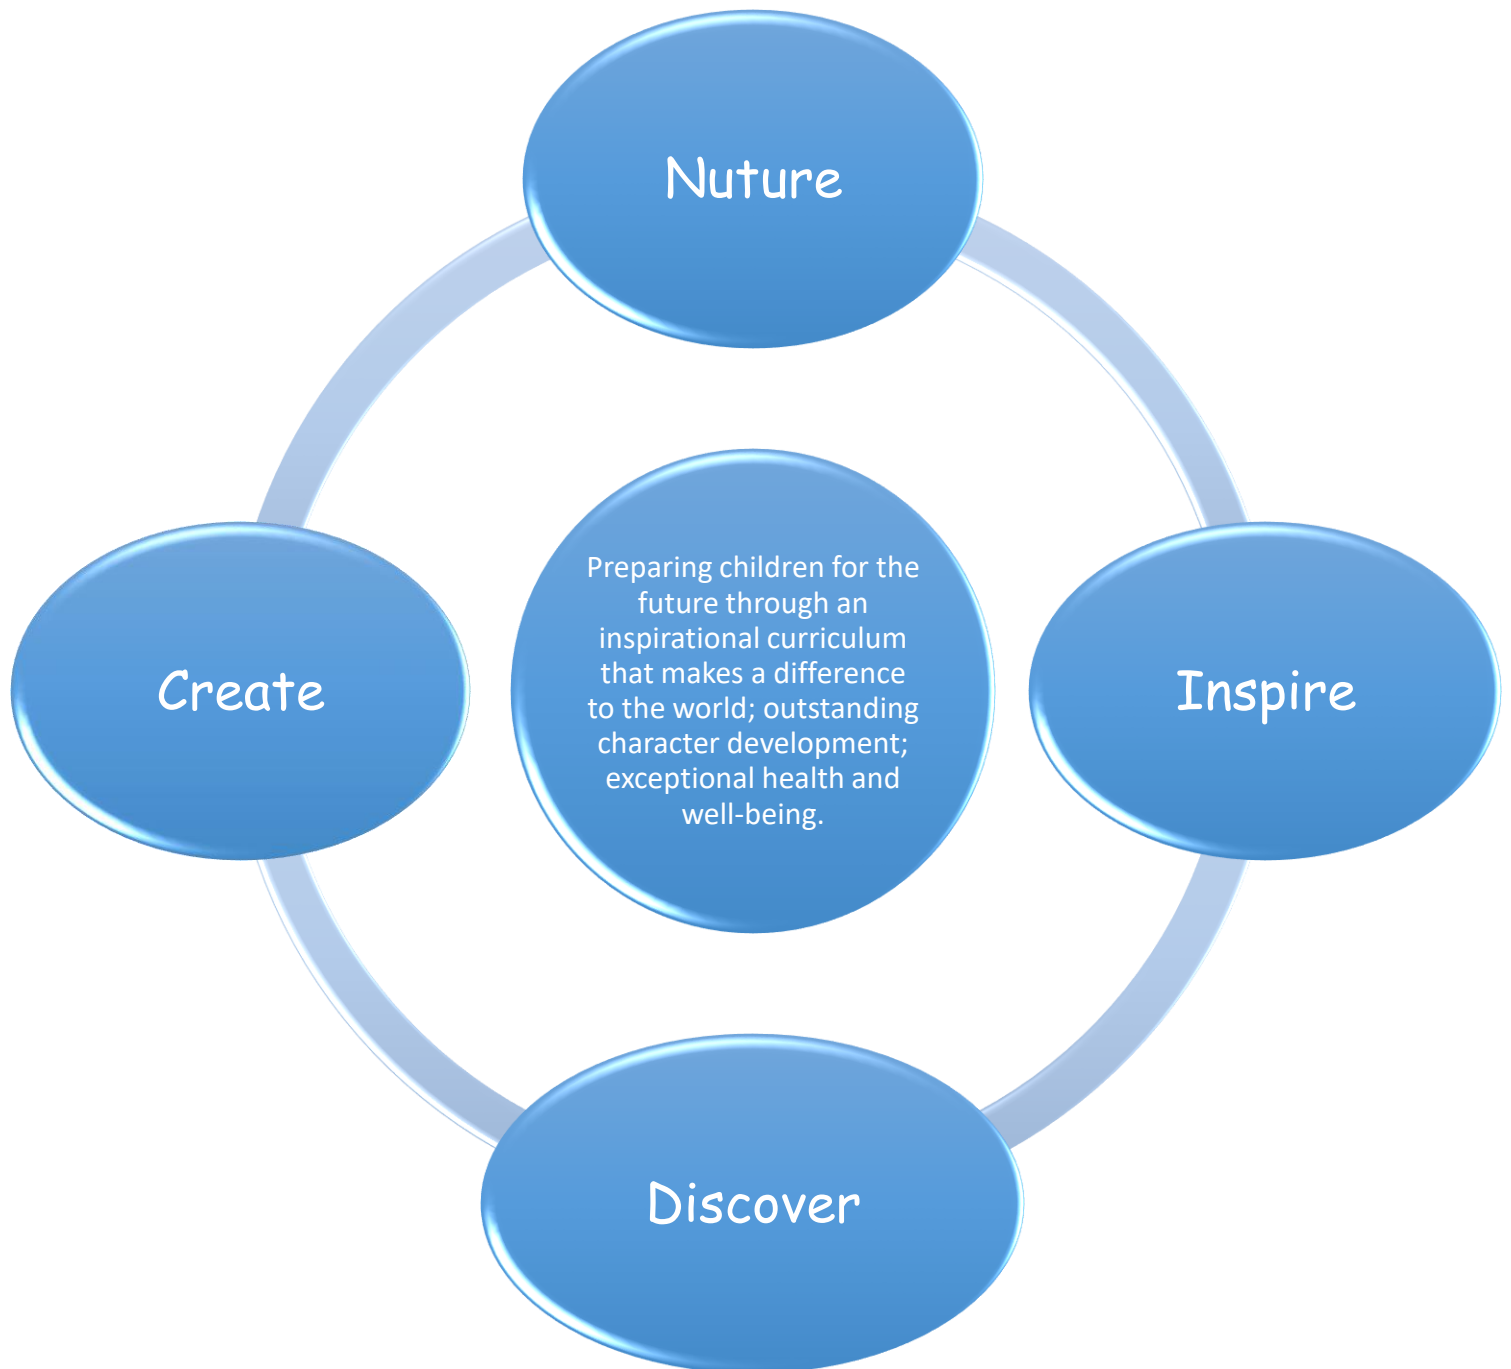 Nuture
Preparing children for the
future through an
inspirational curriculum
that makes a difference
to the world; outstanding
character development;
exceptional health and
well-being.
Create
Inspire
Discover